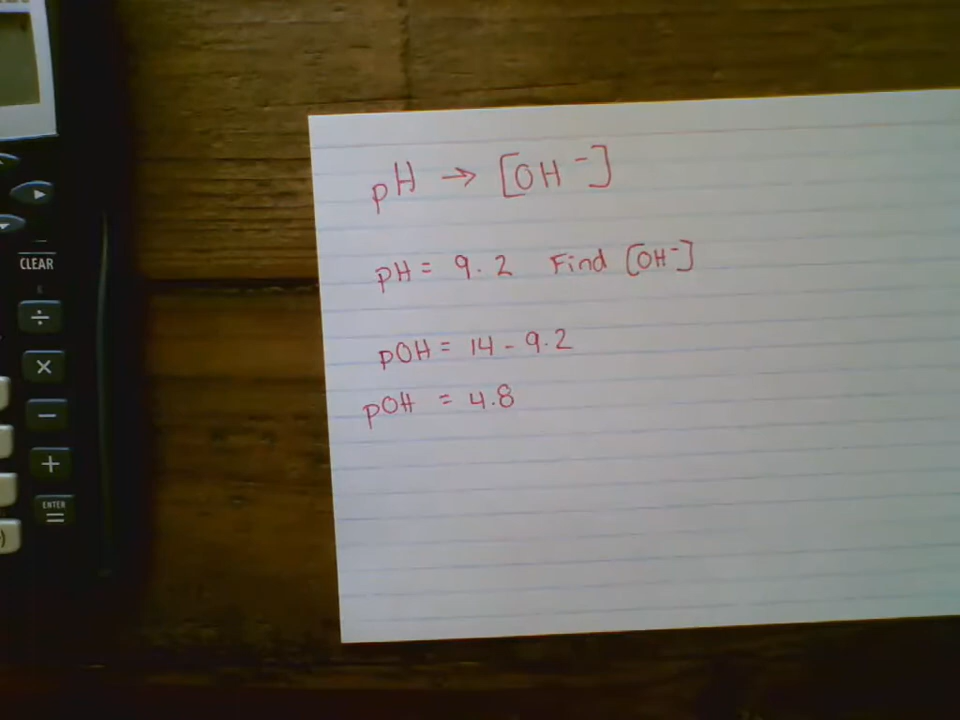 pH → [OH⁻]
pH = 9.2 Find [OH⁻]
pOH = 14 - 9.2
pOH = 4.8
CLEAR
÷
×
−
+
ENTER
=
)